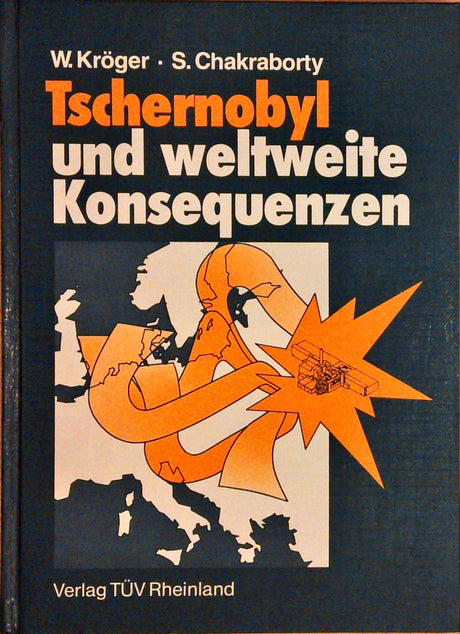 W. Kröger · S. Chakraborty
Tschernobyl
und weltweite
Konsequenzen
Verlag TÜV Rheinland